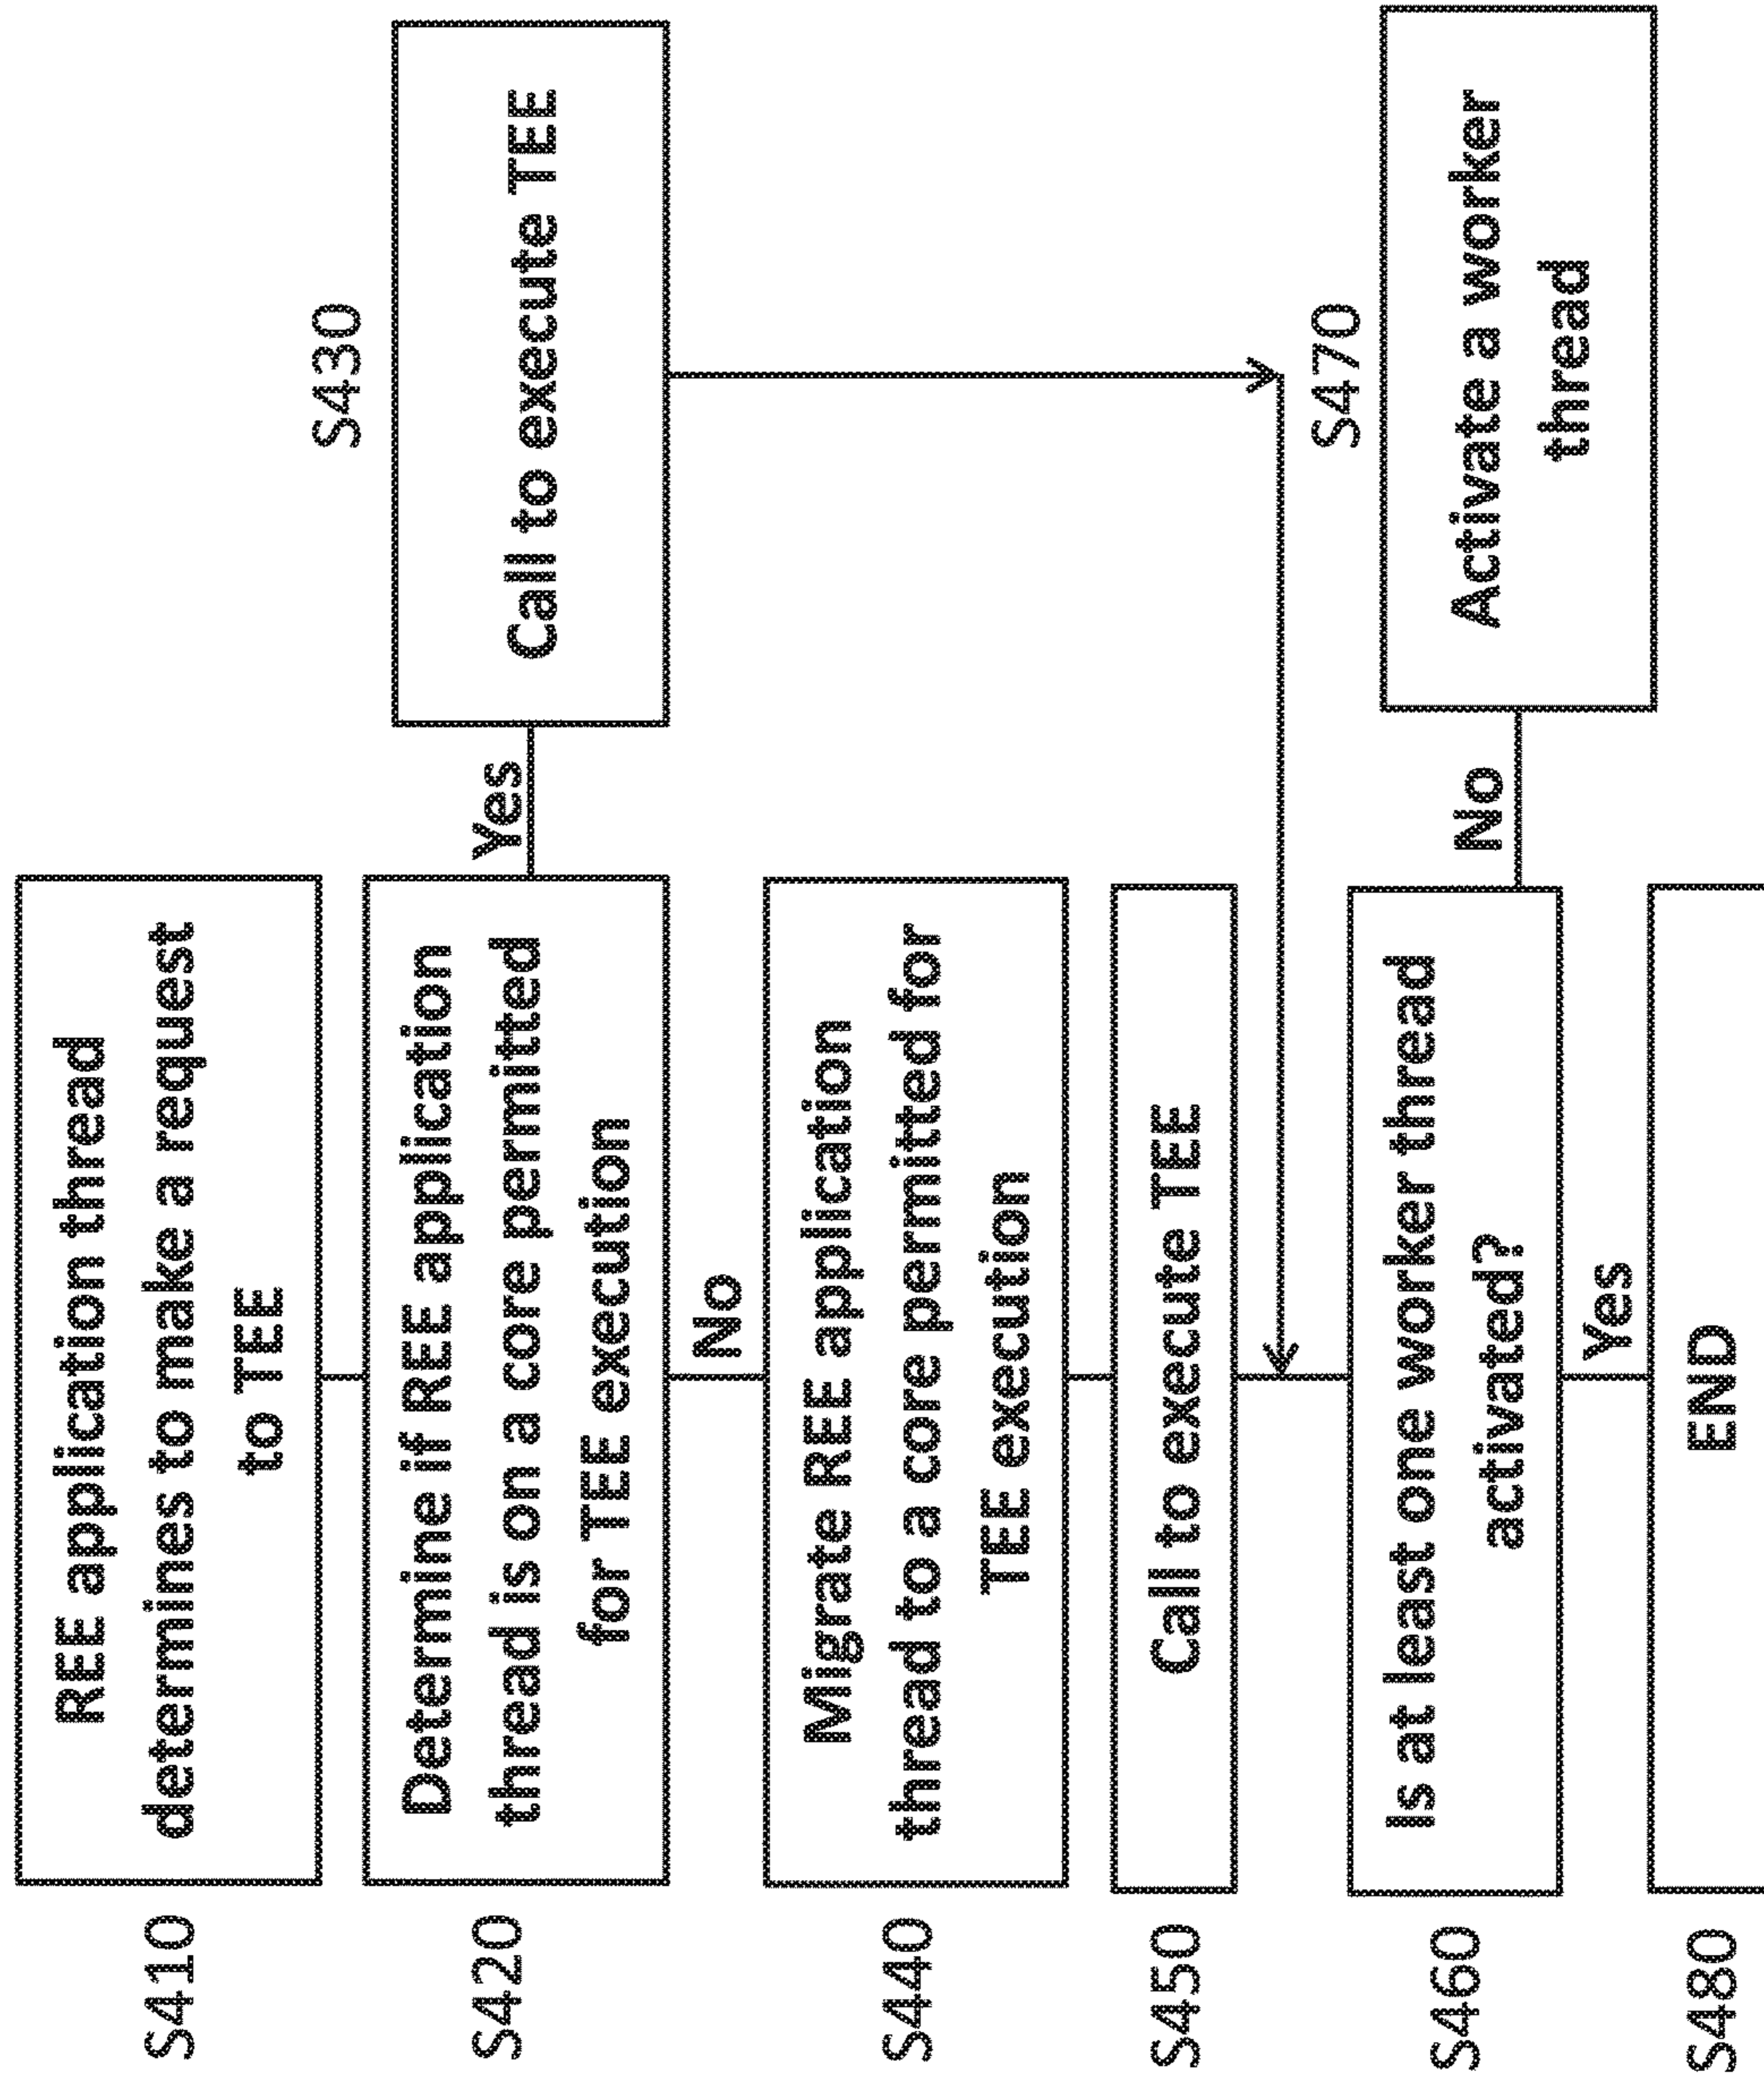 S410
REE application thread
determines to make a request
to TEE
S420
Determine if REE application
thread is on a core permitted
for TEE execution
Yes
S430
Call to execute TEE
No
S440
Migrate REE application
thread to a core permitted for
TEE execution
S450
Call to execute TEE
S460
Is at least one worker thread
activated?
No
S470
Activate a worker
thread
Yes
S480
END